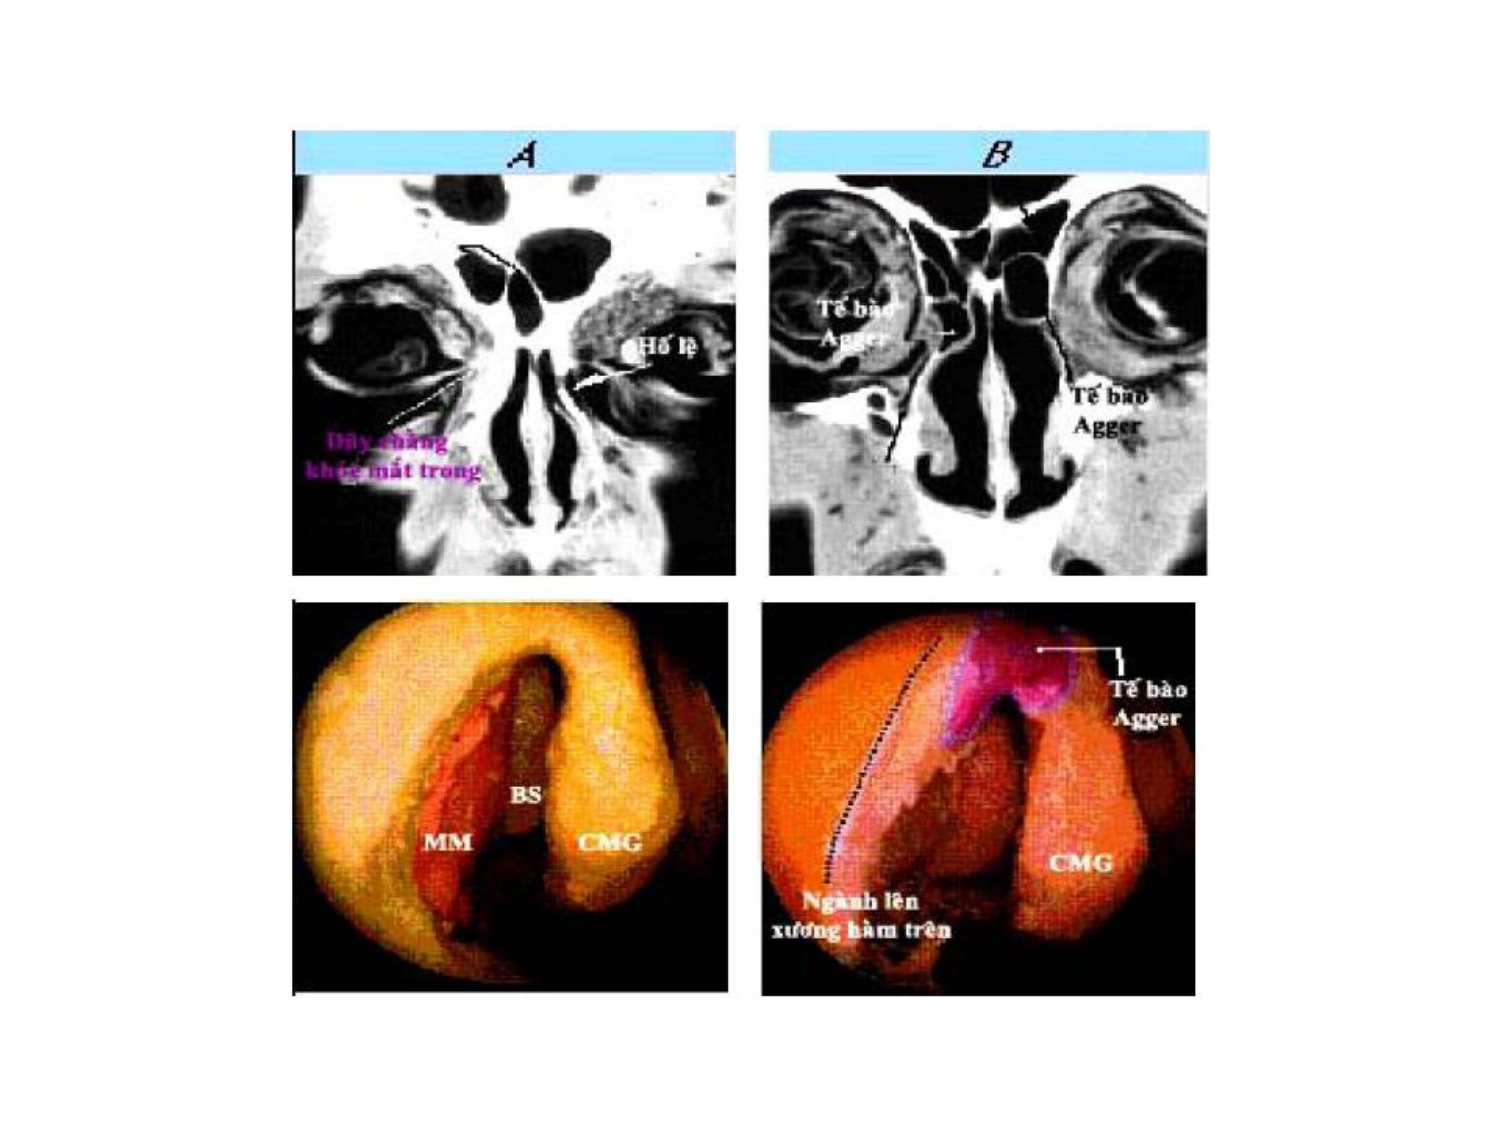 A
B
Hố lệ
Dây chằng
khóe mắt trong
Tế bào
Agger
Tế bào
Agger
BS
MM
CMG
Tế bào
Agger
CMG
Ngành lên
xương hàm trên